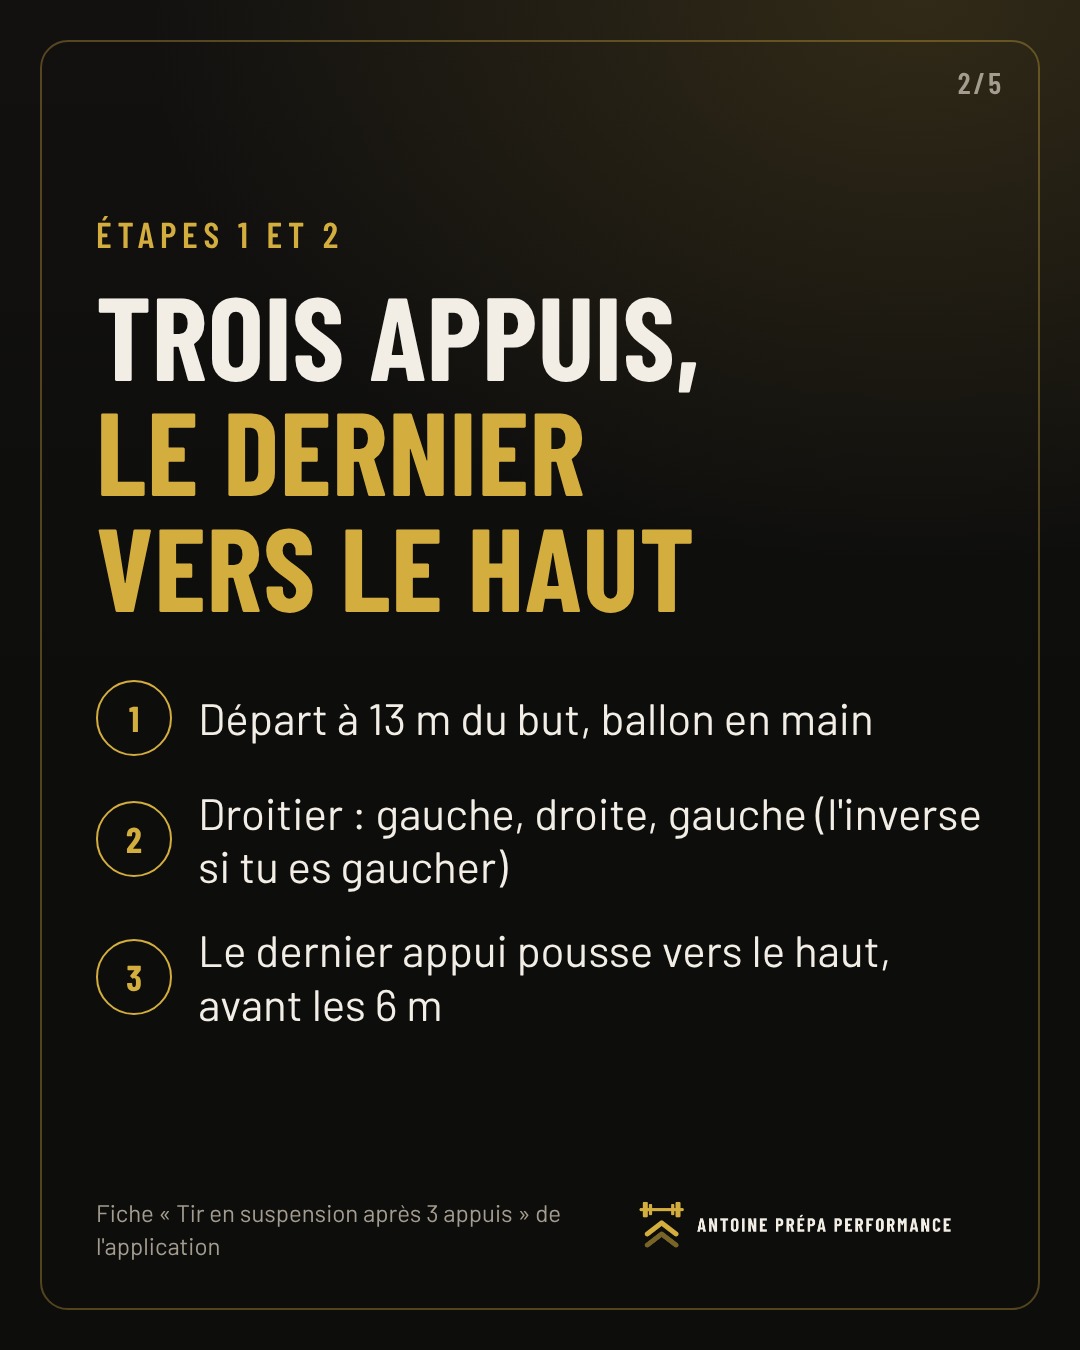 2/5
ÉTAPES 1 ET 2
TROIS APPUIS,
LE DERNIER
VERS LE HAUT
1 Départ à 13 m du but, ballon en main
2 Droitier : gauche, droite, gauche (l'inverse
si tu es gaucher)
3 Le dernier appui pousse vers le haut,
avant les 6 m
Fiche « Tir en suspension après 3 appuis » de
l'application
ANTOINE PRÉPA PERFORMANCE